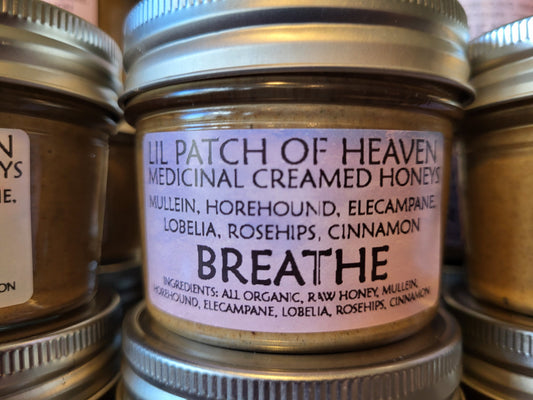 LIL PATCH OF HEAVEN
MEDICINAL CREAMED HONEYS
MULLEIN, HOREHOUND, ELECAMPANE,
LOBELIA, ROSEHIPS, CINNAMON
BREATHE
INGREDIENTS: ALL ORGANIC, RAW HONEY, MULLEIN,
HOREHOUND, ELECAMPANE, LOBELIA, ROSEHIPS, CINNAMON